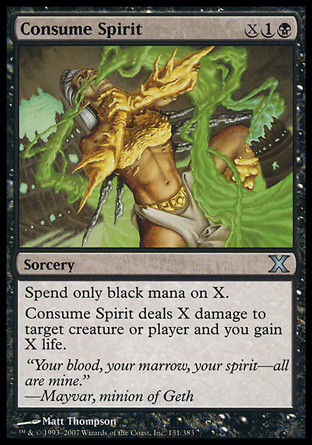 Consume Spirit X1
Sorcery X
Spend only black mana on X.
Consume Spirit deals X damage to
target creature or player and you gain
X life.
“Your blood, your marrow, your spirit—all
are mine.”
—Mayvar, minion of Geth
Matt Thompson
™ & © 1993–2007 Wizards of the Coast, Inc. 131/383